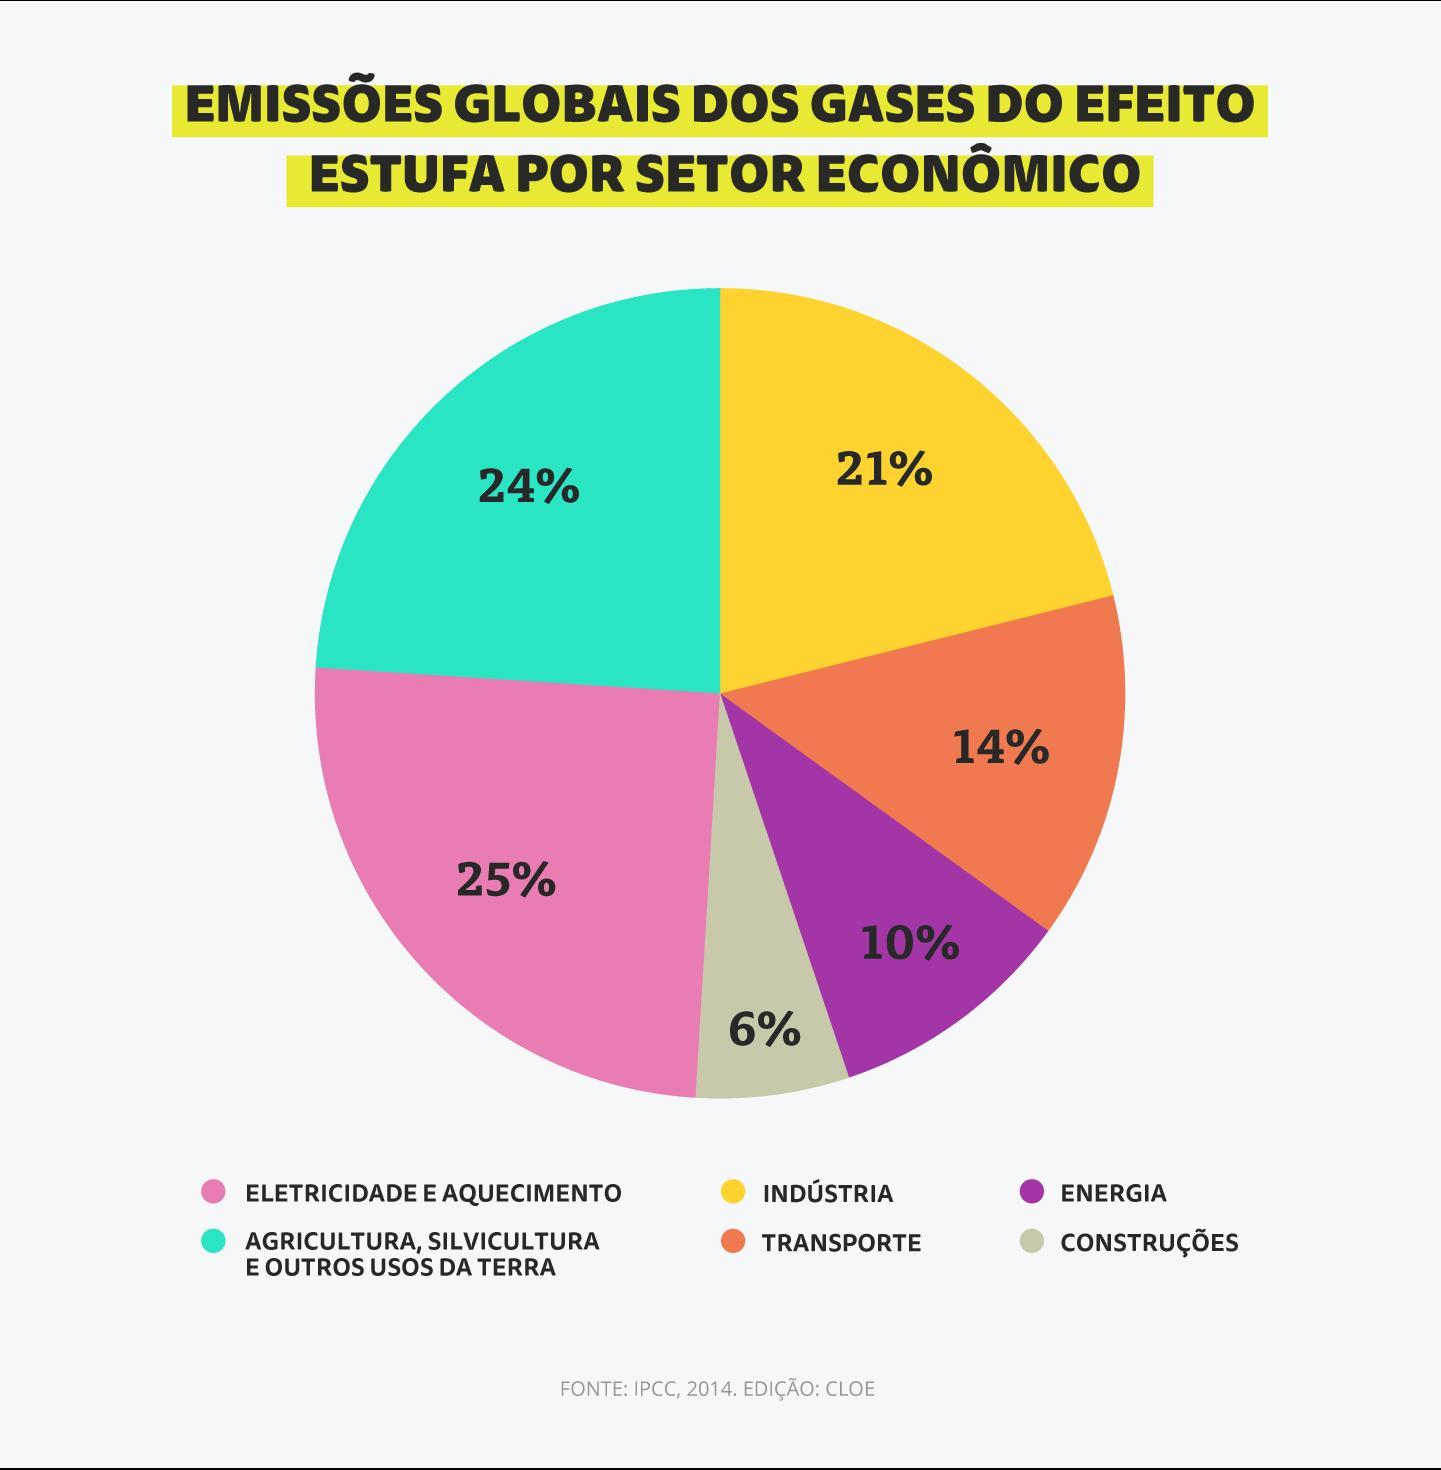 EMISSÕES GLOBAIS DOS GASES DO EFEITO
ESTUFA POR SETOR ECONÔMICO
24%
21%
14%
25%
10%
6%
ELETRICIDADE E AQUECIMENTO
AGRICULTURA, SILVICULTURA
E OUTROS USOS DA TERRA
INDÚSTRIA
TRANSPORTE
ENERGIA
CONSTRUÇÕES
FONTE: IPCC, 2014. EDIÇÃO: CLOE